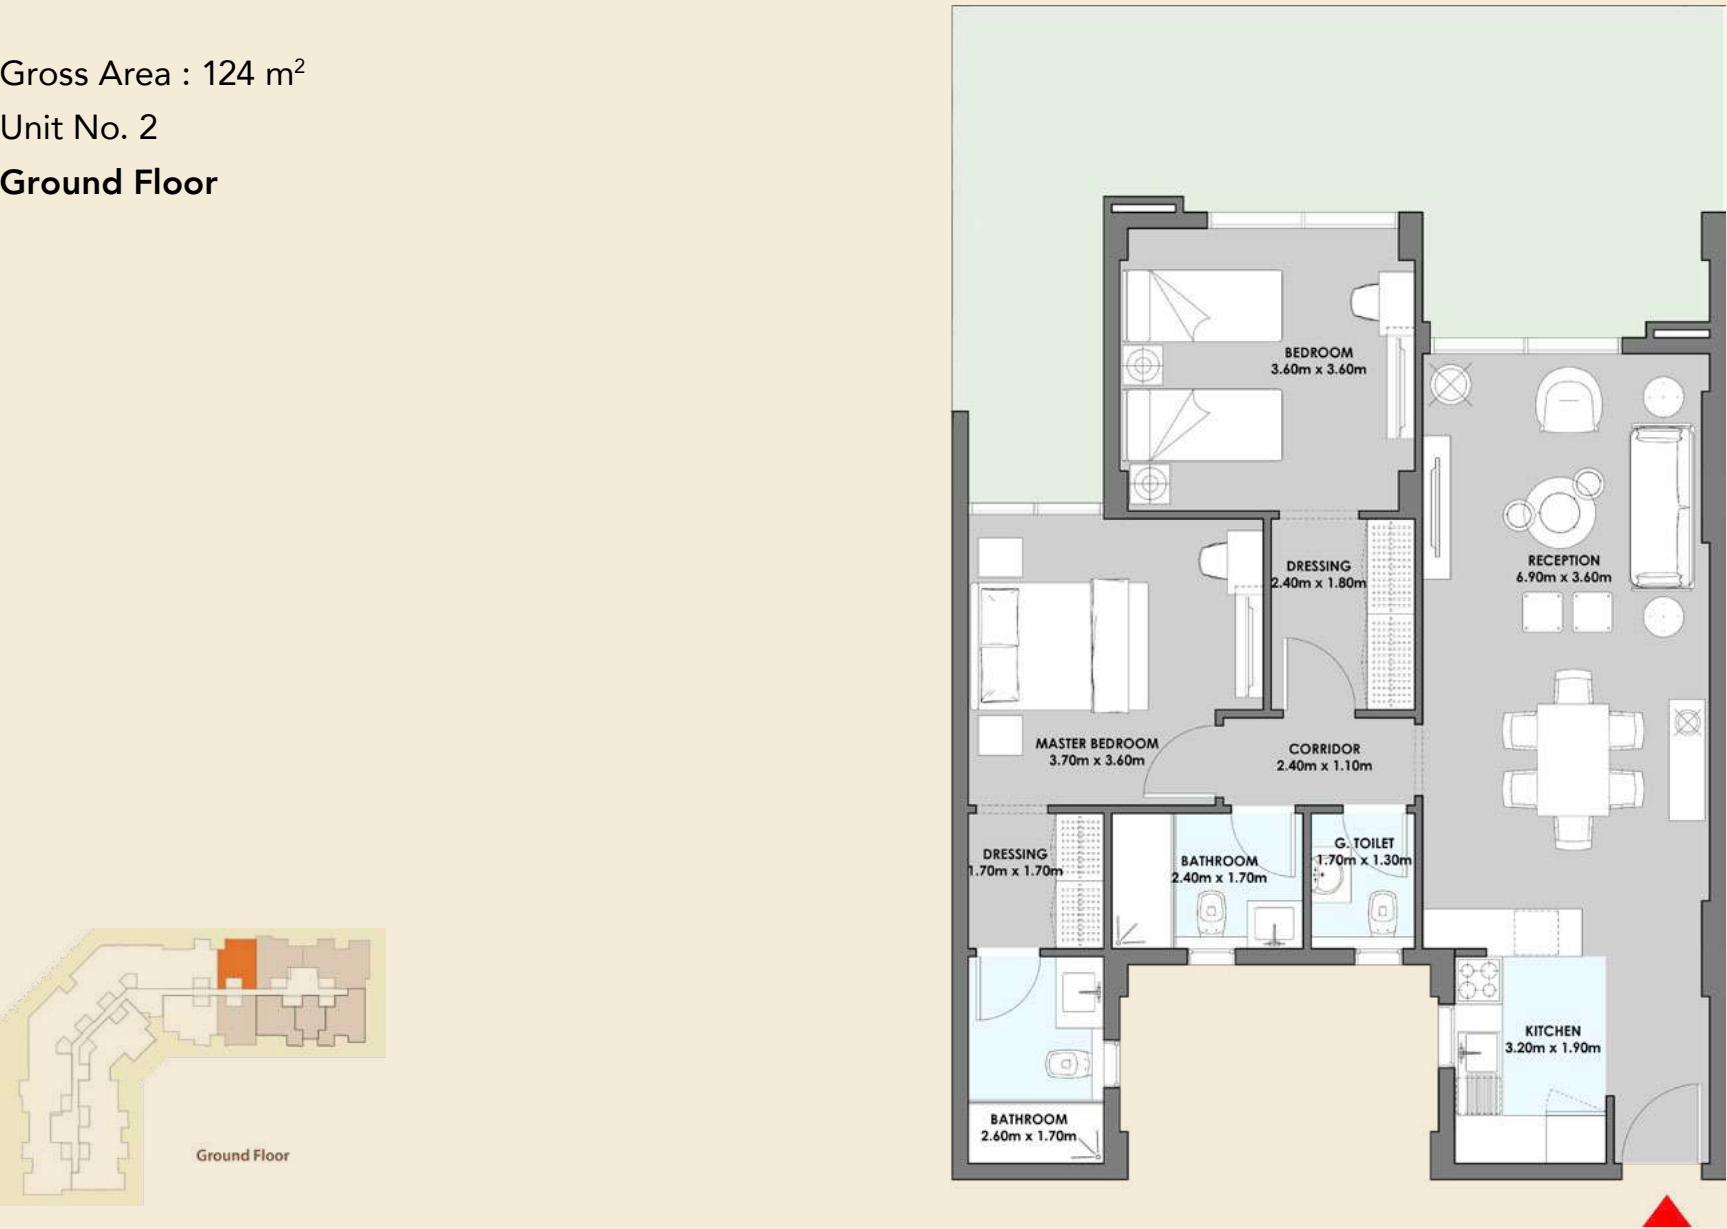 Gross Area : 124 m²
Unit No. 2
Ground Floor
BEDROOM
3.60m x 3.60m
RECEPTION
6.90m x 3.60m
DRESSING
2.40m x 1.80m
MASTER BEDROOM
3.70m x 3.60m
CORRIDOR
2.40m x 1.10m
DRESSING
1.70m x 1.70m
BATHROOM
2.40m x 1.70m
G. TOILET
1.70m x 1.30m
KITCHEN
3.20m x 1.90m
BATHROOM
2.60m x 1.70m
Ground Floor